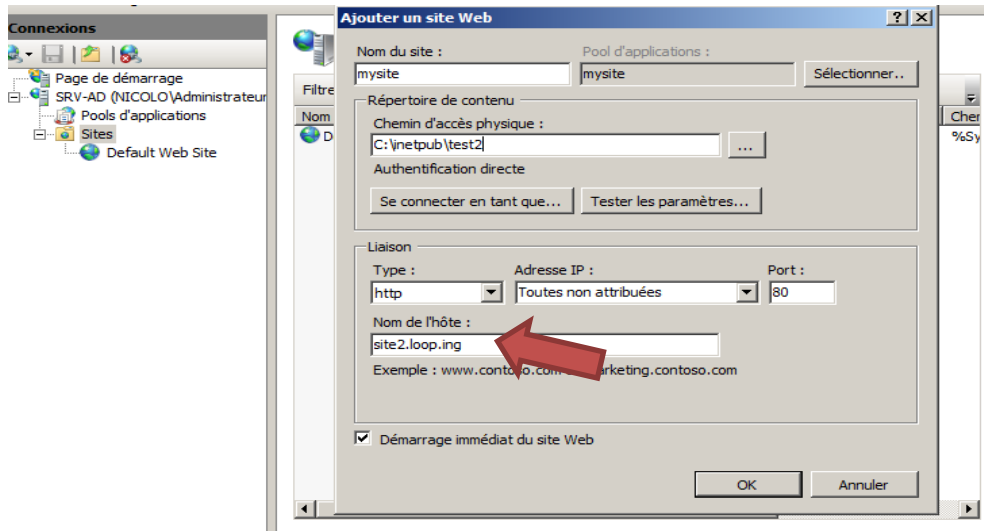 Connexions
Page de démarrage
SRV-AD (NICOLO\Administrateur
Pools d'applications
Sites
Default Web Site
Filtre
Nom
Cher
D
%Sy
Ajouter un site Web
Nom du site :
Pool d'applications :
mysite
mysite
Sélectionner..
Répertoire de contenu
Chemin d'accès physique :
C:\inetpub\test2
...
Authentification directe
Se connecter en tant que...
Tester les paramètres...
Liaison
Type :
Adresse IP :
Port :
http
Toutes non attribuées
80
Nom de l'hôte :
site2.loop.ing
Exemple : www.contoso.com marketing.contoso.com
Démarrage immédiat du site Web
OK
Annuler